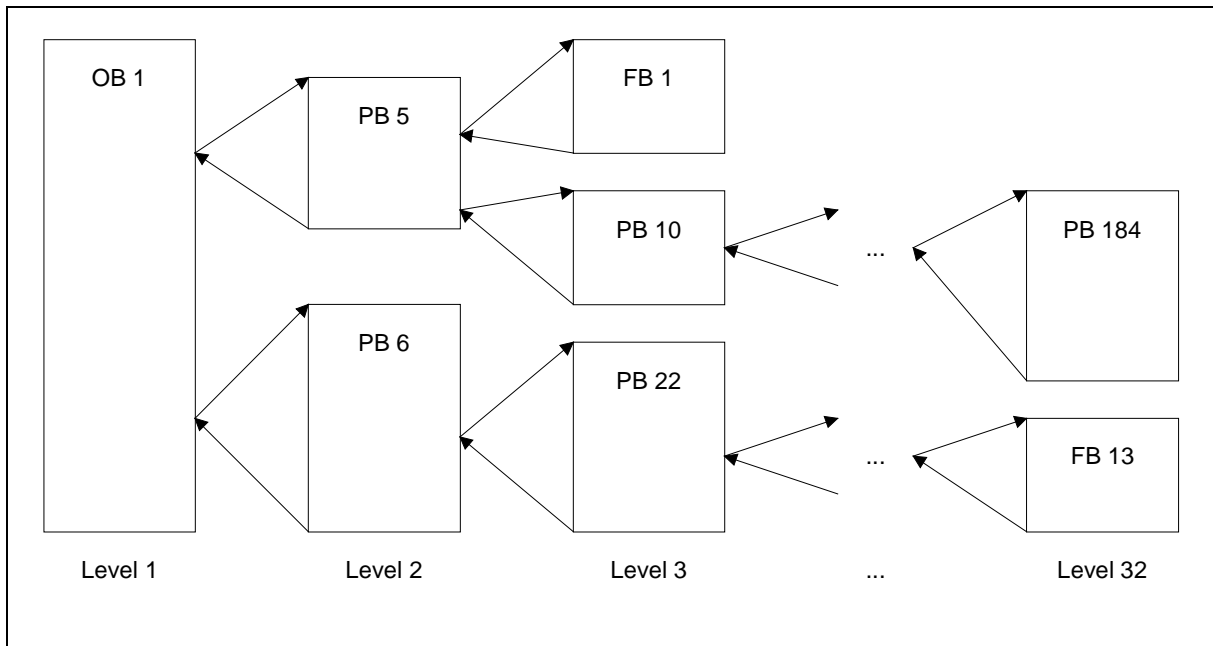 OB 1
PB 5
FB 1
PB 10
...
PB 184
PB 6
PB 22
...
FB 13
Level 1
Level 2
Level 3
...
Level 32